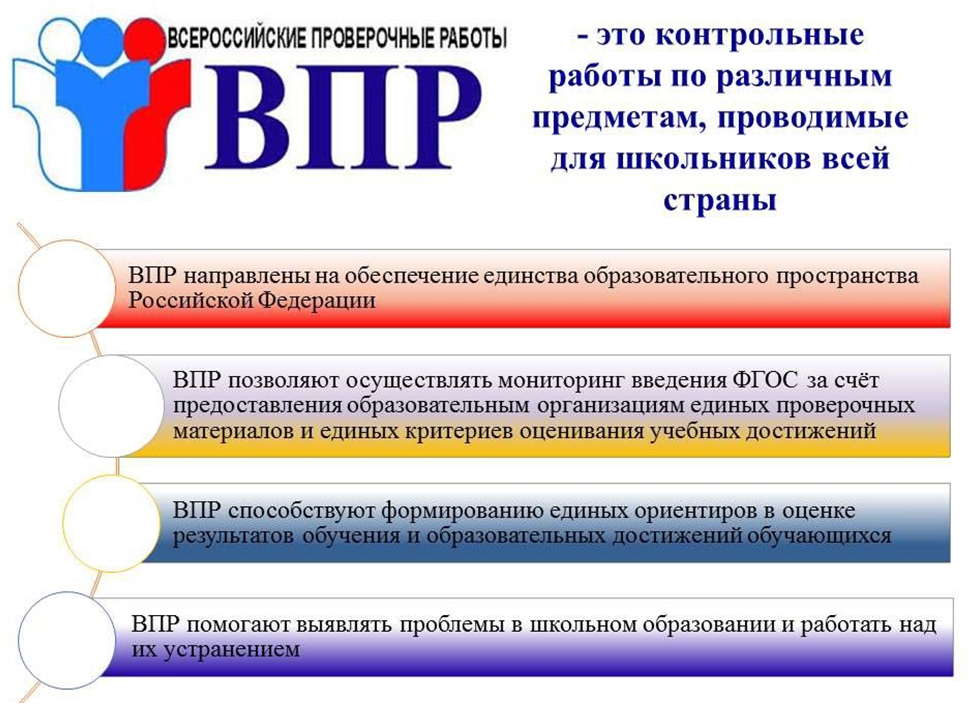 ВСЕРОССИЙСКИЕ ПРОВЕРОЧНЫЕ РАБОТЫ
ВПР
- это контрольные
работы по различным
предметам, проводимые
для школьников всей
страны
ВПР направлены на обеспечение единства образовательного пространства
Российской Федерации
ВПР позволяют осуществлять мониторинг введения ФГОС за счёт
предоставления образовательным организациям единых проверочных
материалов и единых критериев оценивания учебных достижений
ВПР способствуют формированию единых ориентиров в оценке
результатов обучения и образовательных достижений обучающихся
ВПР помогают выявлять проблемы в школьном образовании и работать над
их устранением